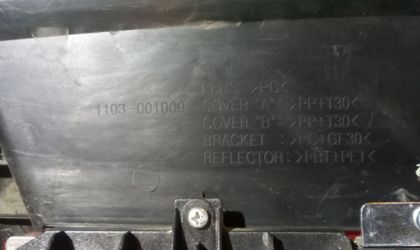 LENS :>PC<
1103-001009 COVER "A":>PP+T30<
COVER "B":>PP+T30<
BRACKET :>PC+GF30<
REFLECTOR:>PBT+PET<